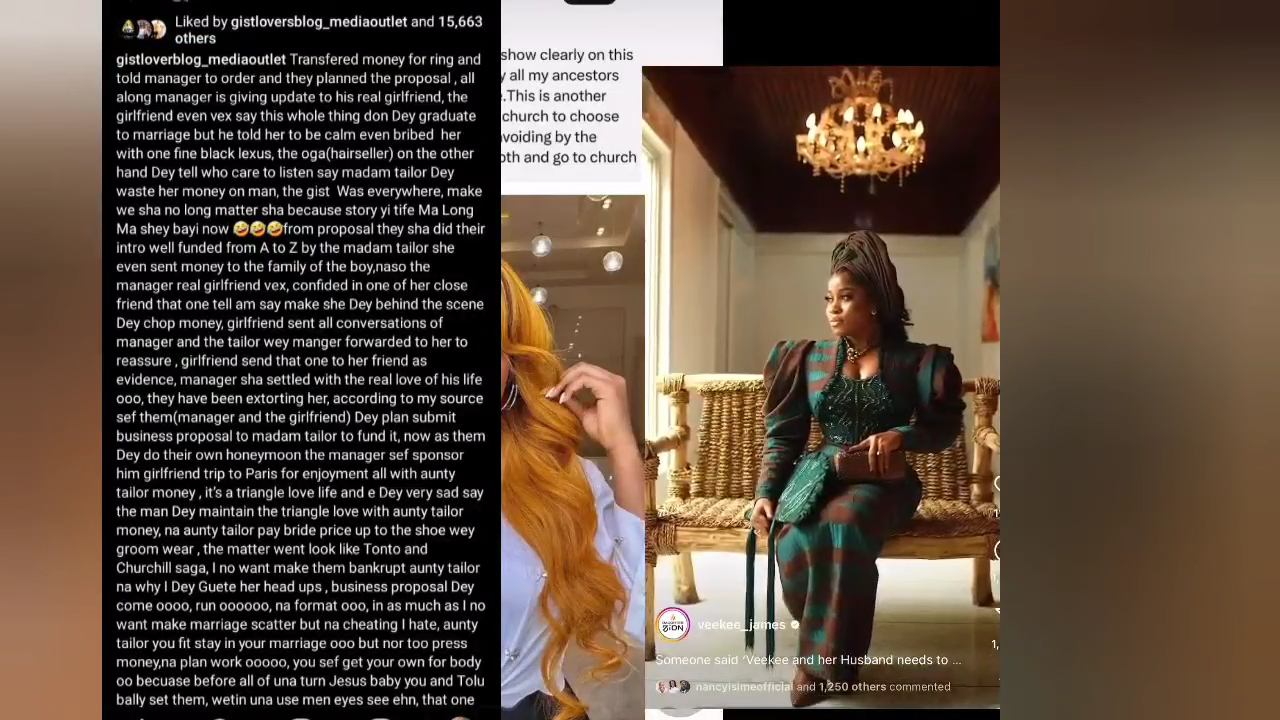 Liked by gistloversblog_mediaoutlet and 15,663
others
gistloverblog_mediaoutlet Transfered money for ring and
told manager to order and they planned the proposal , all
along manager is giving update to his real girlfriend, the
girlfriend even vex say this whole thing don Dey graduate
to marriage but he told her to be calm even bribed her
with one fine black lexus, the oga(hairseller) on the other
hand Dey tell who care to listen say madam tailor Dey
waste her money on man, the gist Was everywhere, make
we sha no long matter sha because story yi tife Ma Long
Ma shey bayi now 🤣🤣🤣from proposal they sha did their
intro well funded from A to Z by the madam tailor she
even sent money to the family of the boy,naso the
manager real girlfriend vex, confided in one of her close
friend that one tell am say make she Dey behind the scene
Dey chop money, girlfriend sent all conversations of
manager and the tailor wey manger forwarded to her to
reassure , girlfriend send that one to her friend as
evidence, manager sha settled with the real love of his life
ooo, they have been extorting her, according to my source
sef them(manager and the girlfriend) Dey plan submit
business proposal to madam tailor to fund it, now as them
Dey do their own honeymoon the manager sef sponsor
him girlfriend trip to Paris for enjoyment all with aunty
tailor money , it's a triangle love life and e Dey very sad say
the man Dey maintain the triangle love with aunty tailor
money, na aunty tailor pay bride price up to the shoe wey
groom wear , the matter went look like Tonto and
Churchill saga, I no want make them bankrupt aunty tailor
na why I Dey Guete her head ups , business proposal Dey
come oooo, run oooooo, na format ooo, in as much as I no
want make marriage scatter but na cheating I hate, aunty
tailor you fit stay in your marriage ooo but nor too press
money,na plan work ooooo, you sef get your own for body
oo becuase before all of una turn Jesus baby you and Tolu
bally set them, wetin una use men eyes see ehn, that one
show clearly on this
y all my ancestors
.This is another
church to choose
voiding by the
oth and go to church
veekee_james
Someone said 'Veekee and her Husband needs to ...
nancyisimeofficial and 1,250 others commented